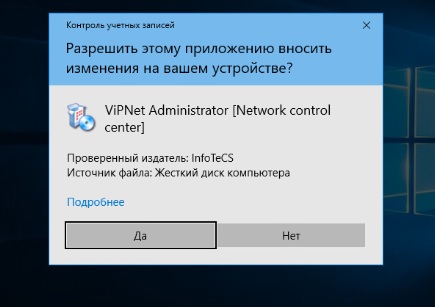 Контроль учетных записей
Разрешить этому приложению вносить
изменения на вашем устройстве?
ViPNet Administrator [Network control
center]
Проверенный издатель: InfoTeCS
Источник файла: Жесткий диск компьютера
Подробнее
Да
Нет